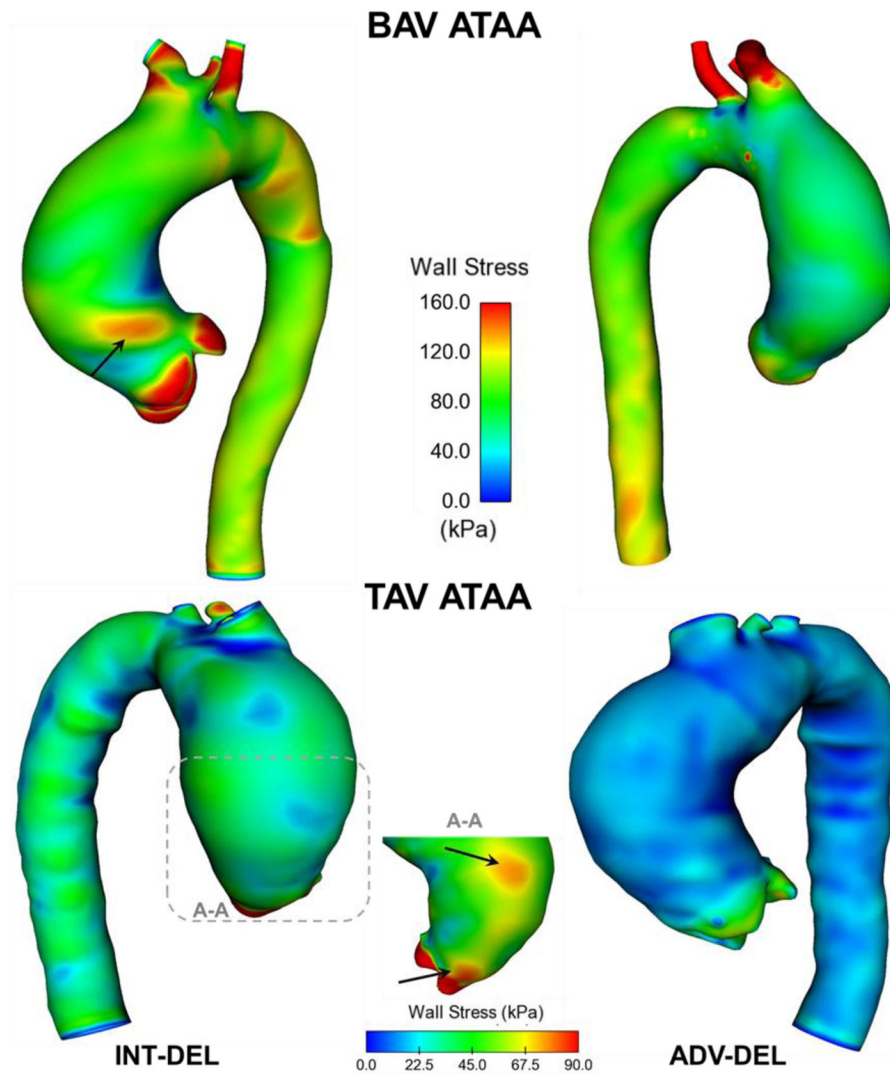 BAV ATAA
Wall Stress
160.0
120.0
80.0
40.0
0.0
(kPa)
TAV ATAA
A-A
A-A
Wall Stress (kPa)
0.0 22.5 45.0 67.5 90.0
INT-DEL
ADV-DEL